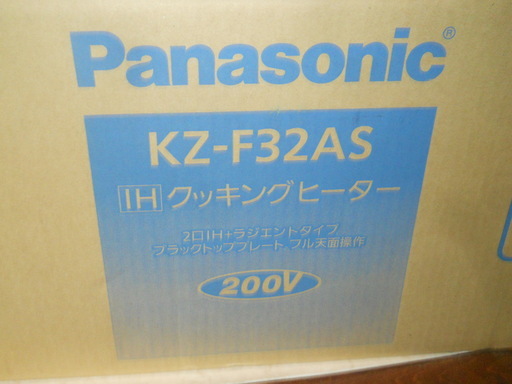 Panasonic®
KZ-F32AS
IH クッキングヒーター
2口IH+ラジエントタイプ
ブラックトッププレート、フル天面操作
200V